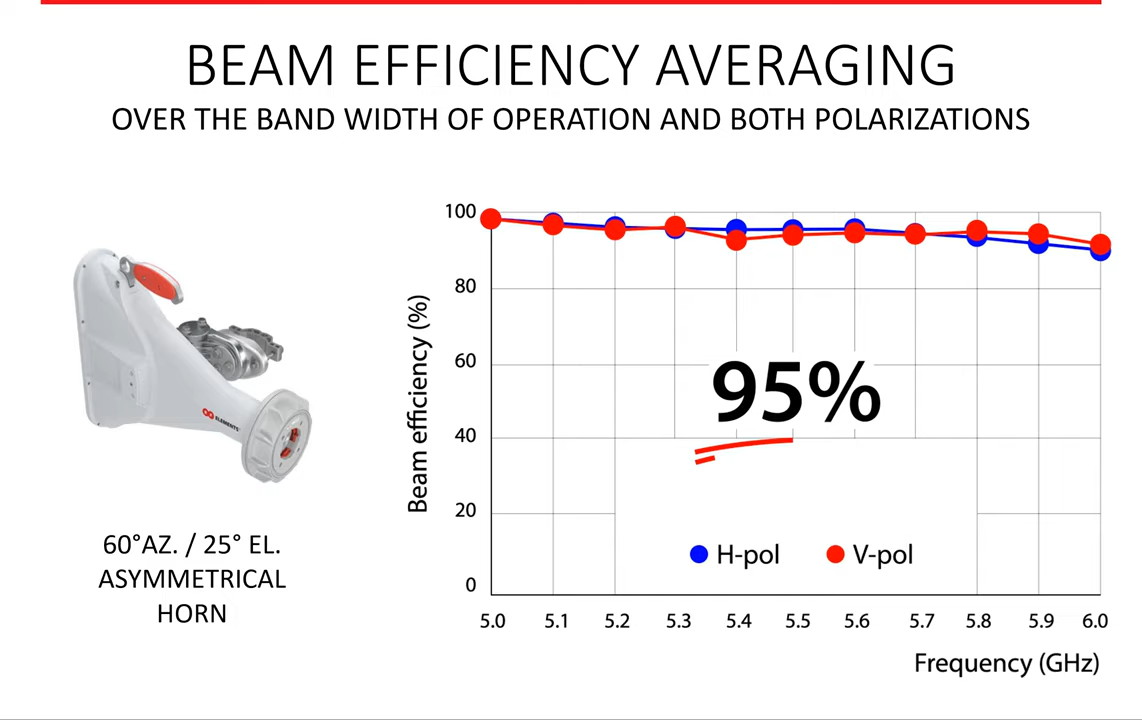 BEAM EFFICIENCY AVERAGING
OVER THE BAND WIDTH OF OPERATION AND BOTH POLARIZATIONS
ELEMENTS
60°AZ. / 25° EL.
ASYMMETRICAL
HORN
Beam efficiency (%)
100
80
60
40
20
0
95%
H-pol V-pol
5.0 5.1 5.2 5.3 5.4 5.5 5.6 5.7 5.8 5.9 6.0
Frequency (GHz)